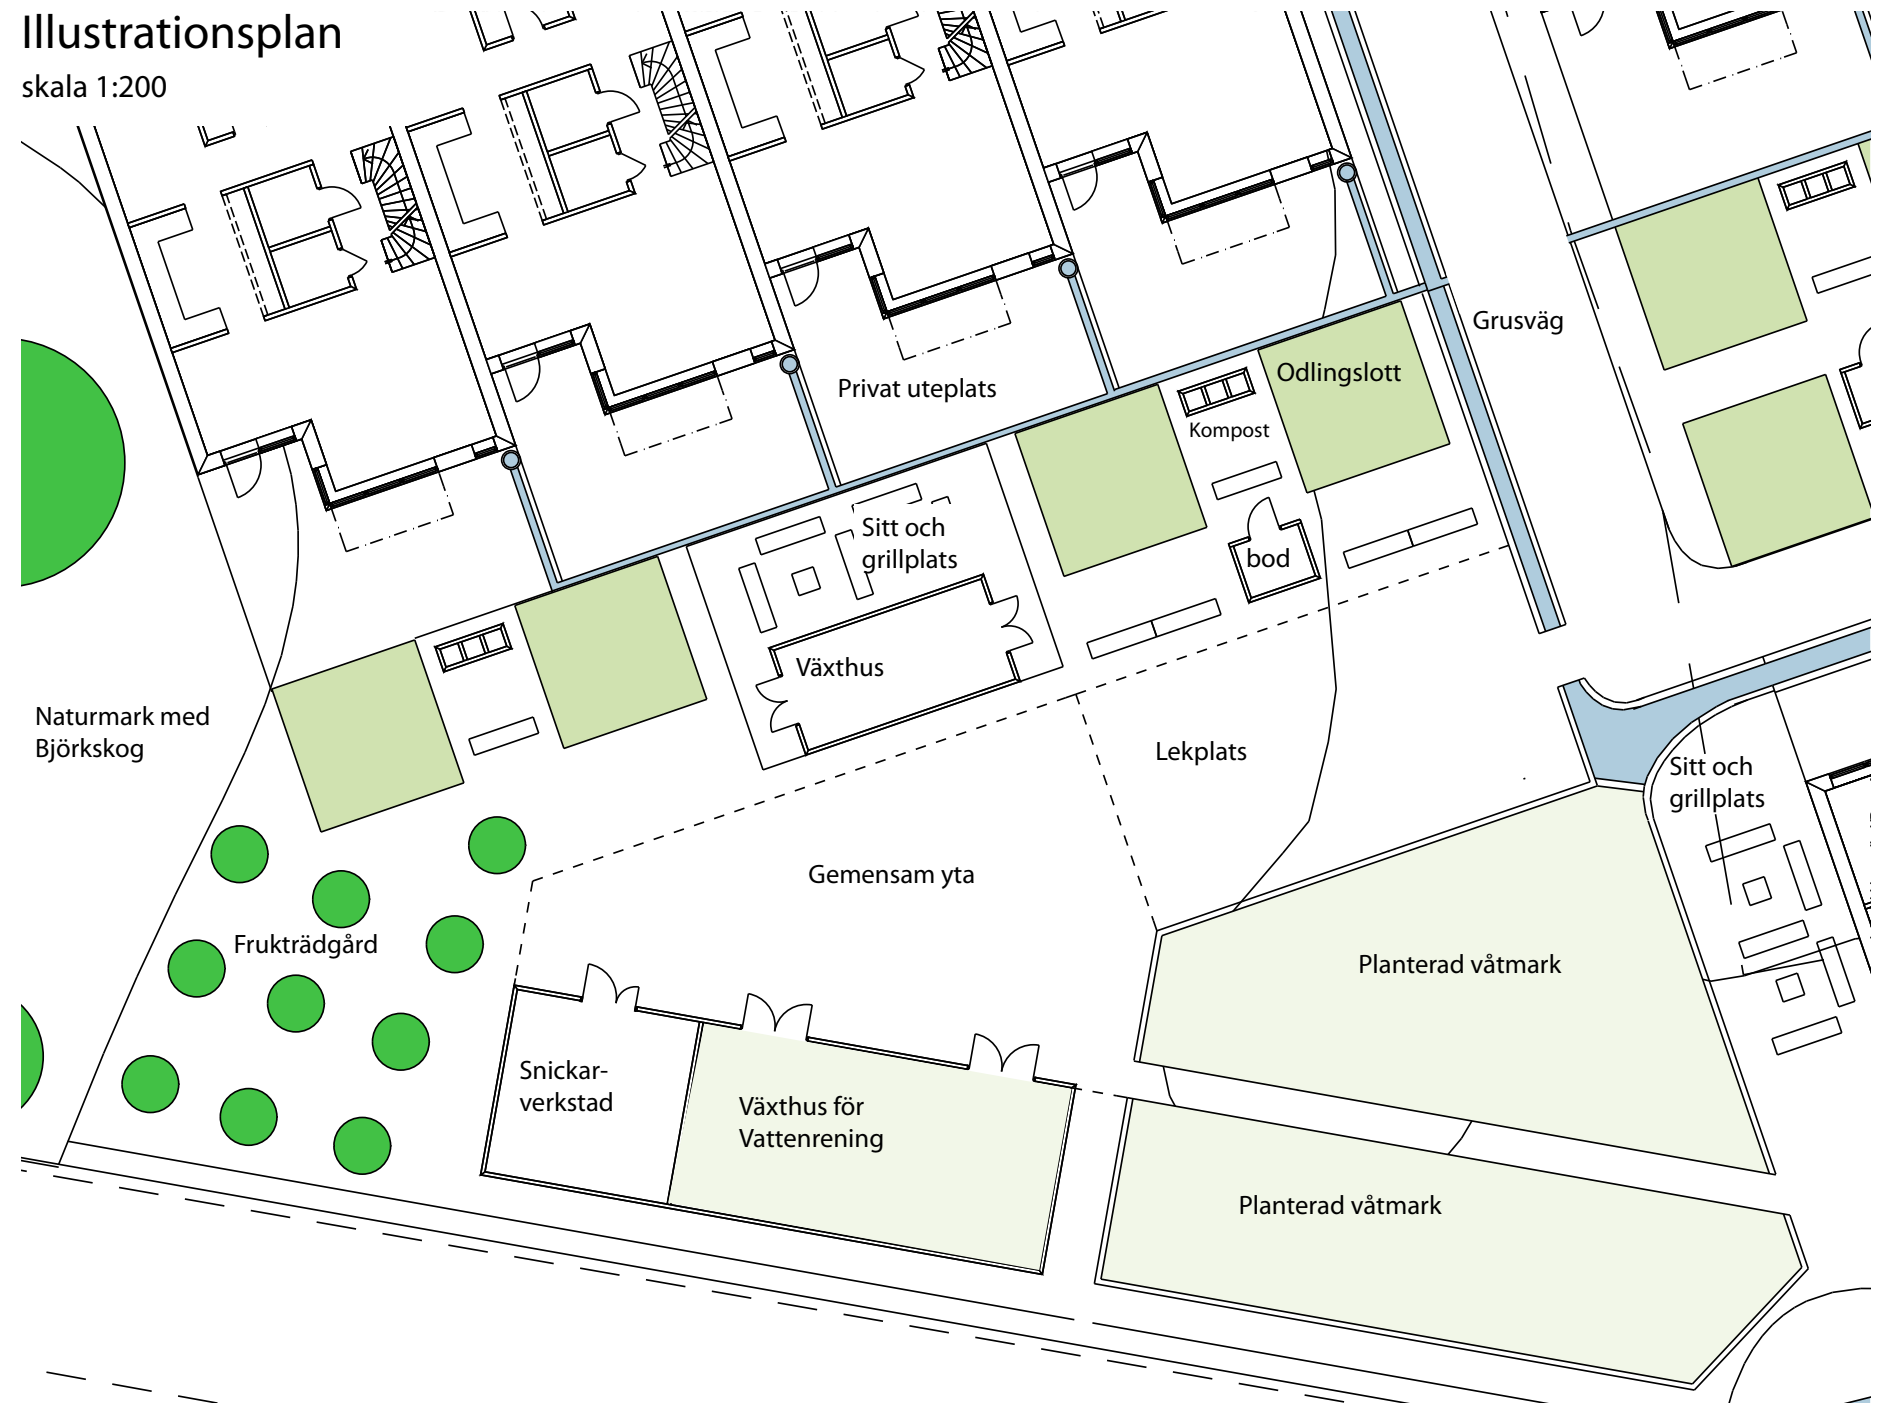 Illustrationsplan
skala 1:200
Grusväg
Privat uteplats
Odlingslott
Kompost
Sitt och
grillplats
bod
Växthus
Naturmark med
Björkskog
Lekplats
Sitt och
grillplats
Gemensam yta
Frukträdgård
Planterad våtmark
Snickar-
verkstad
Växthus för
Vattenrening
Planterad våtmark